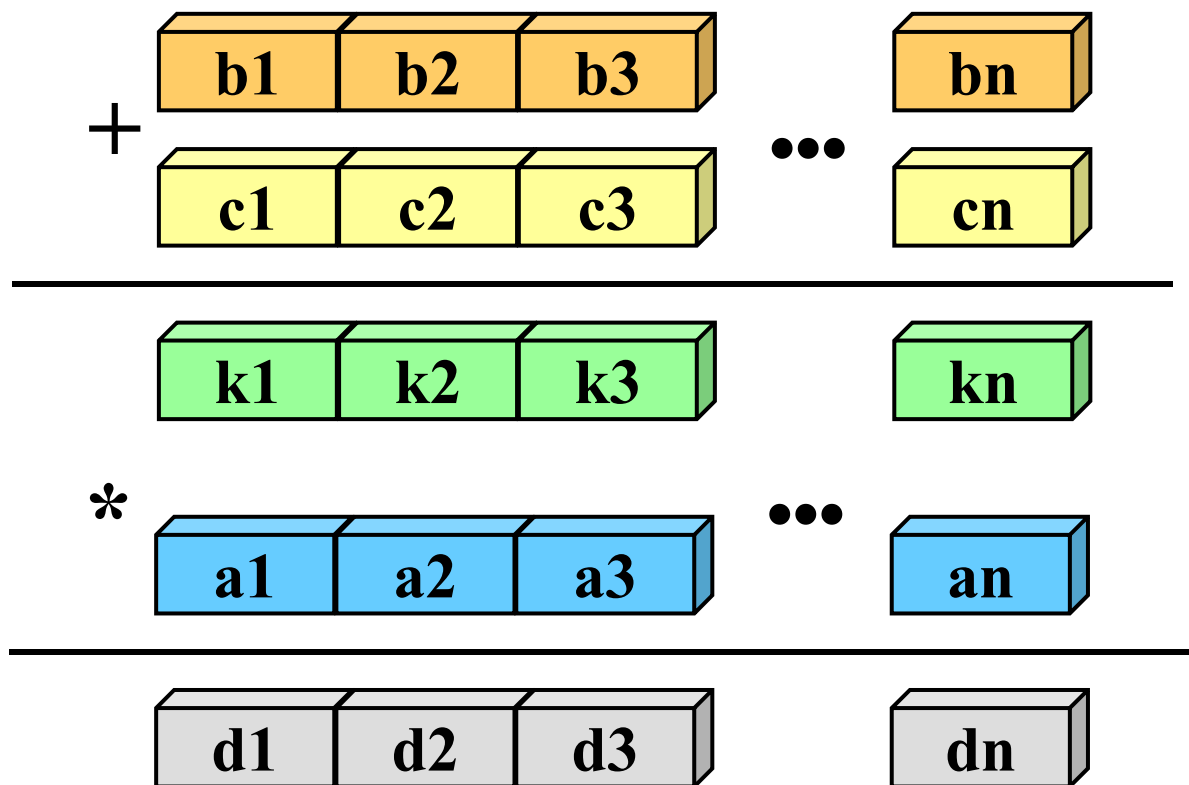 b1 b2 b3 bn
+ •••
c1 c2 c3 cn
k1 k2 k3 kn
* •••
a1 a2 a3 an
d1 d2 d3 dn